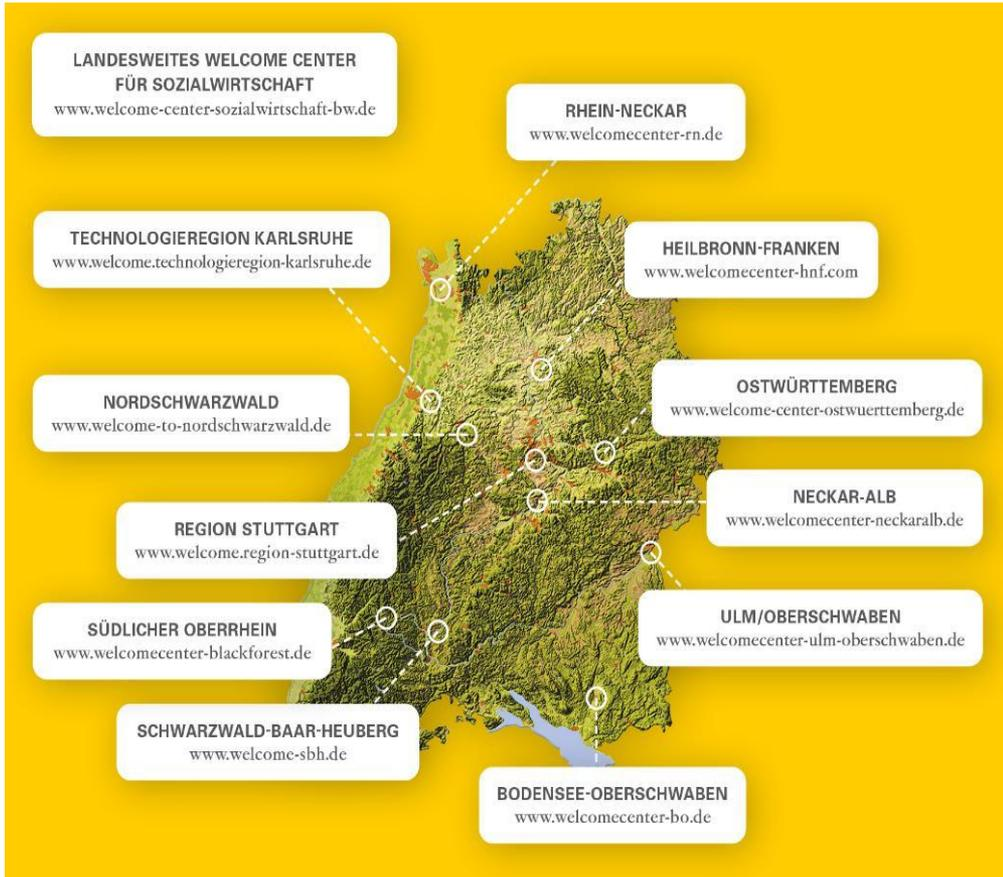 LANDESWEITES WELCOME CENTER
FÜR SOZIALWIRTSCHAFT
www.welcome-center-sozialwirtschaft-bw.de
RHEIN-NECKAR
www.welcomecenter-rn.de
TECHNOLOGIEREGION KARLSRUHE
www.welcome.technologieregion-karlsruhe.de
HEILBRONN-FRANKEN
www.welcomecenter-hnf.com
NORDSCHWARZWALD
www.welcome-to-nordschwarzwald.de
OSTWÜRTTEMBERG
www.welcome-center-ostwuerttemberg.de
NECKAR-ALB
www.welcomecenter-neckaralb.de
REGION STUTTGART
www.welcome.region-stuttgart.de
SÜDLICHER OBERRHEIN
www.welcomecenter-blackforest.de
ULM/OBERSCHWABEN
www.welcomecenter-ulm-oberschwaben.de
SCHWARZWALD-BAAR-HEUBERG
www.welcome-sbh.de
BODENSEE-OBERSCHWABEN
www.welcomecenter-bo.de